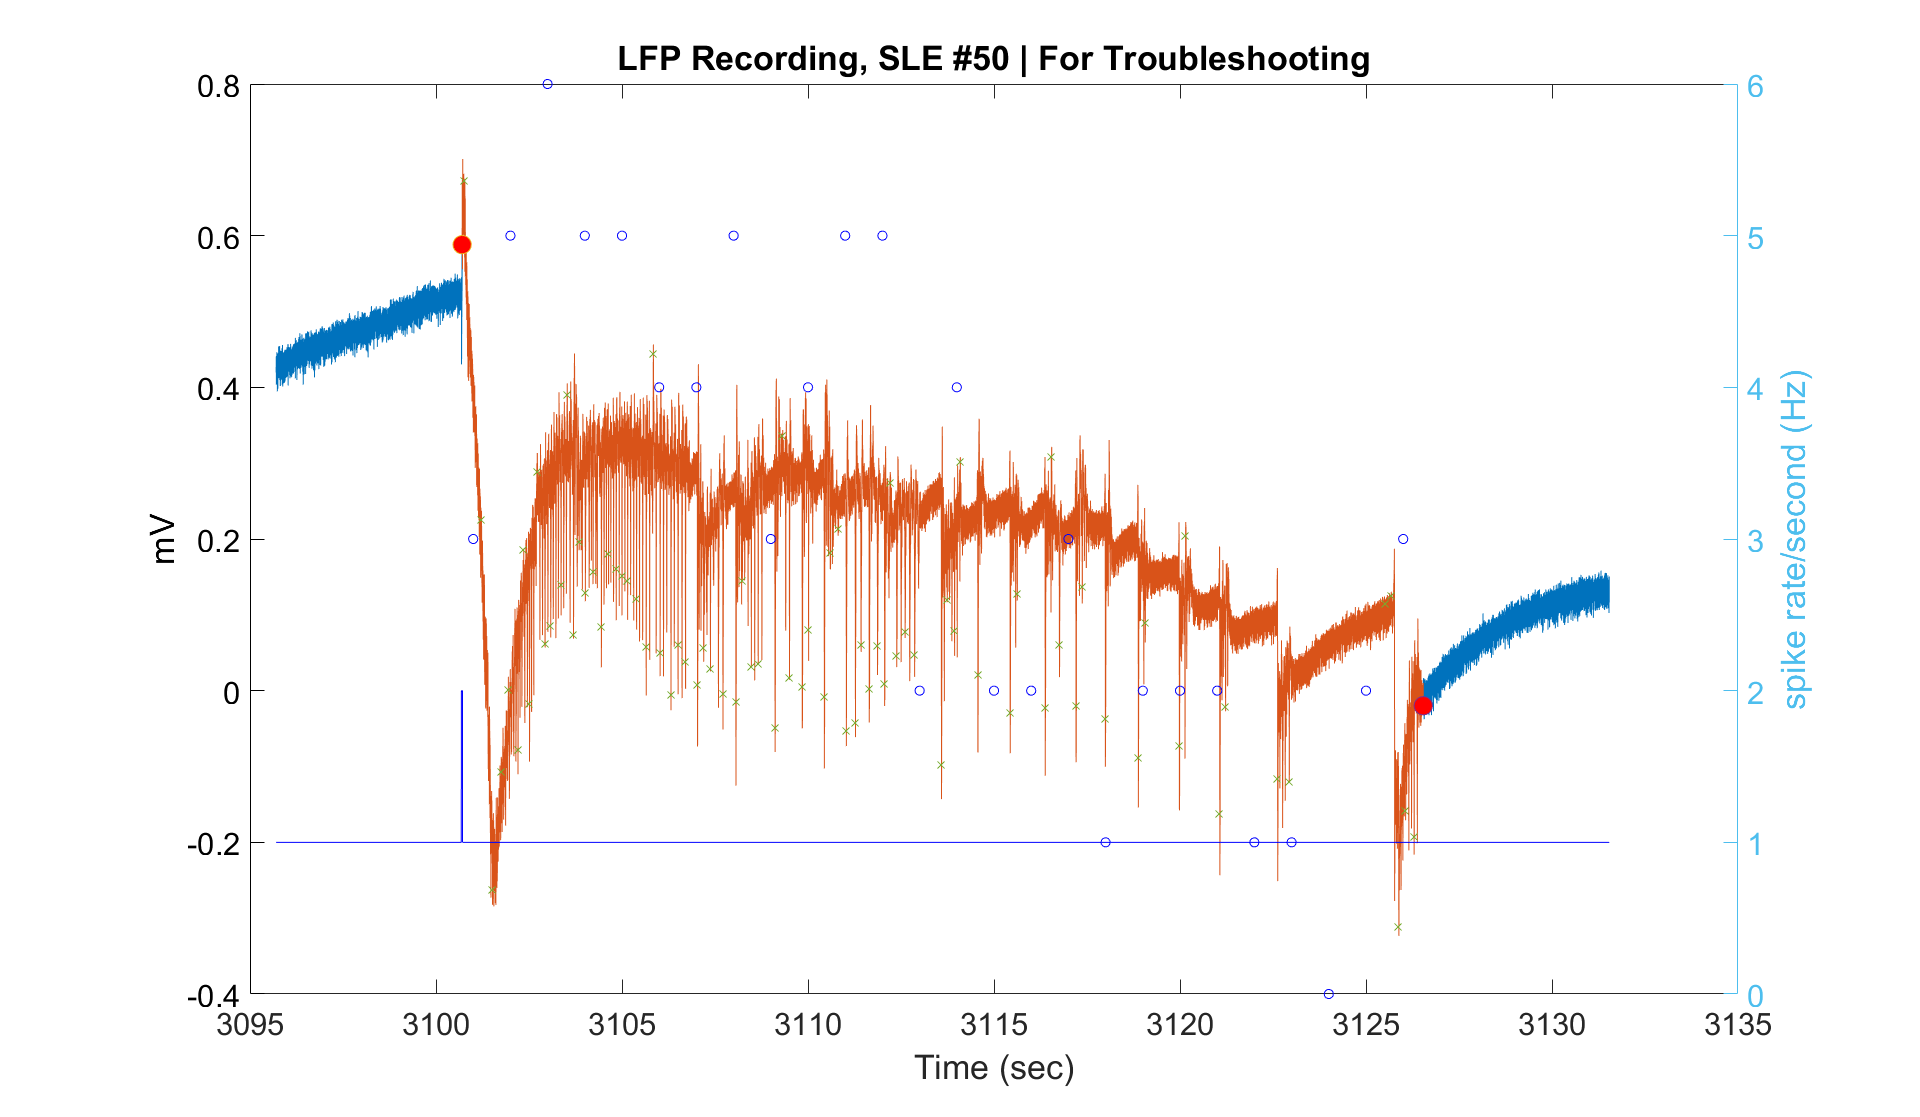 LFP Recording, SLE #50 | For Troubleshooting
0.8
0.6
0.4
0.2
0
-0.2
-0.4
mV
6
5
4
3
2
1
0
spike rate/second (Hz)
3095 3100 3105 3110 3115 3120 3125 3130 3135
Time (sec)